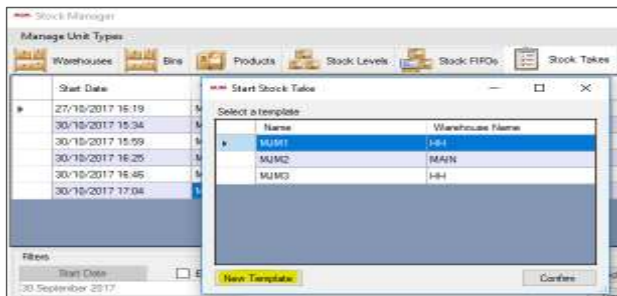 MJM Stock Manager
Manage Unit Types
Warehouses Bins Products Stock Levels Stock FIFOs Stock Takes
Start Date
27/10/2017 16:19
30/10/2017 15:34
30/10/2017 15:59
30/10/2017 16:25
30/10/2017 16:46
30/10/2017 17:04
Start Stock Take
Select a template
Name Warehouse Name
MJM1 HH
MJM2 MAIN
MJM3 HH
New Template Confirm
Filters
Start Date
30 September 2017